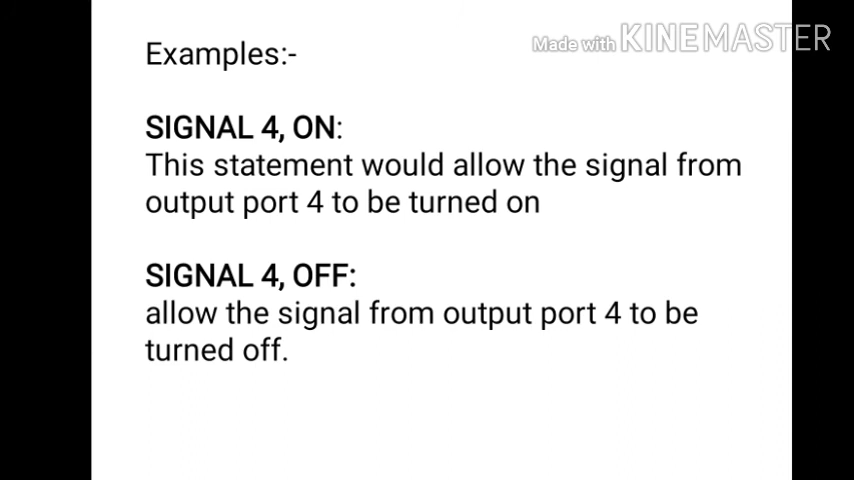 Examples:-
Made with KINEMASTER
SIGNAL 4, ON:
This statement would allow the signal from
output port 4 to be turned on
SIGNAL 4, OFF:
allow the signal from output port 4 to be
turned off.